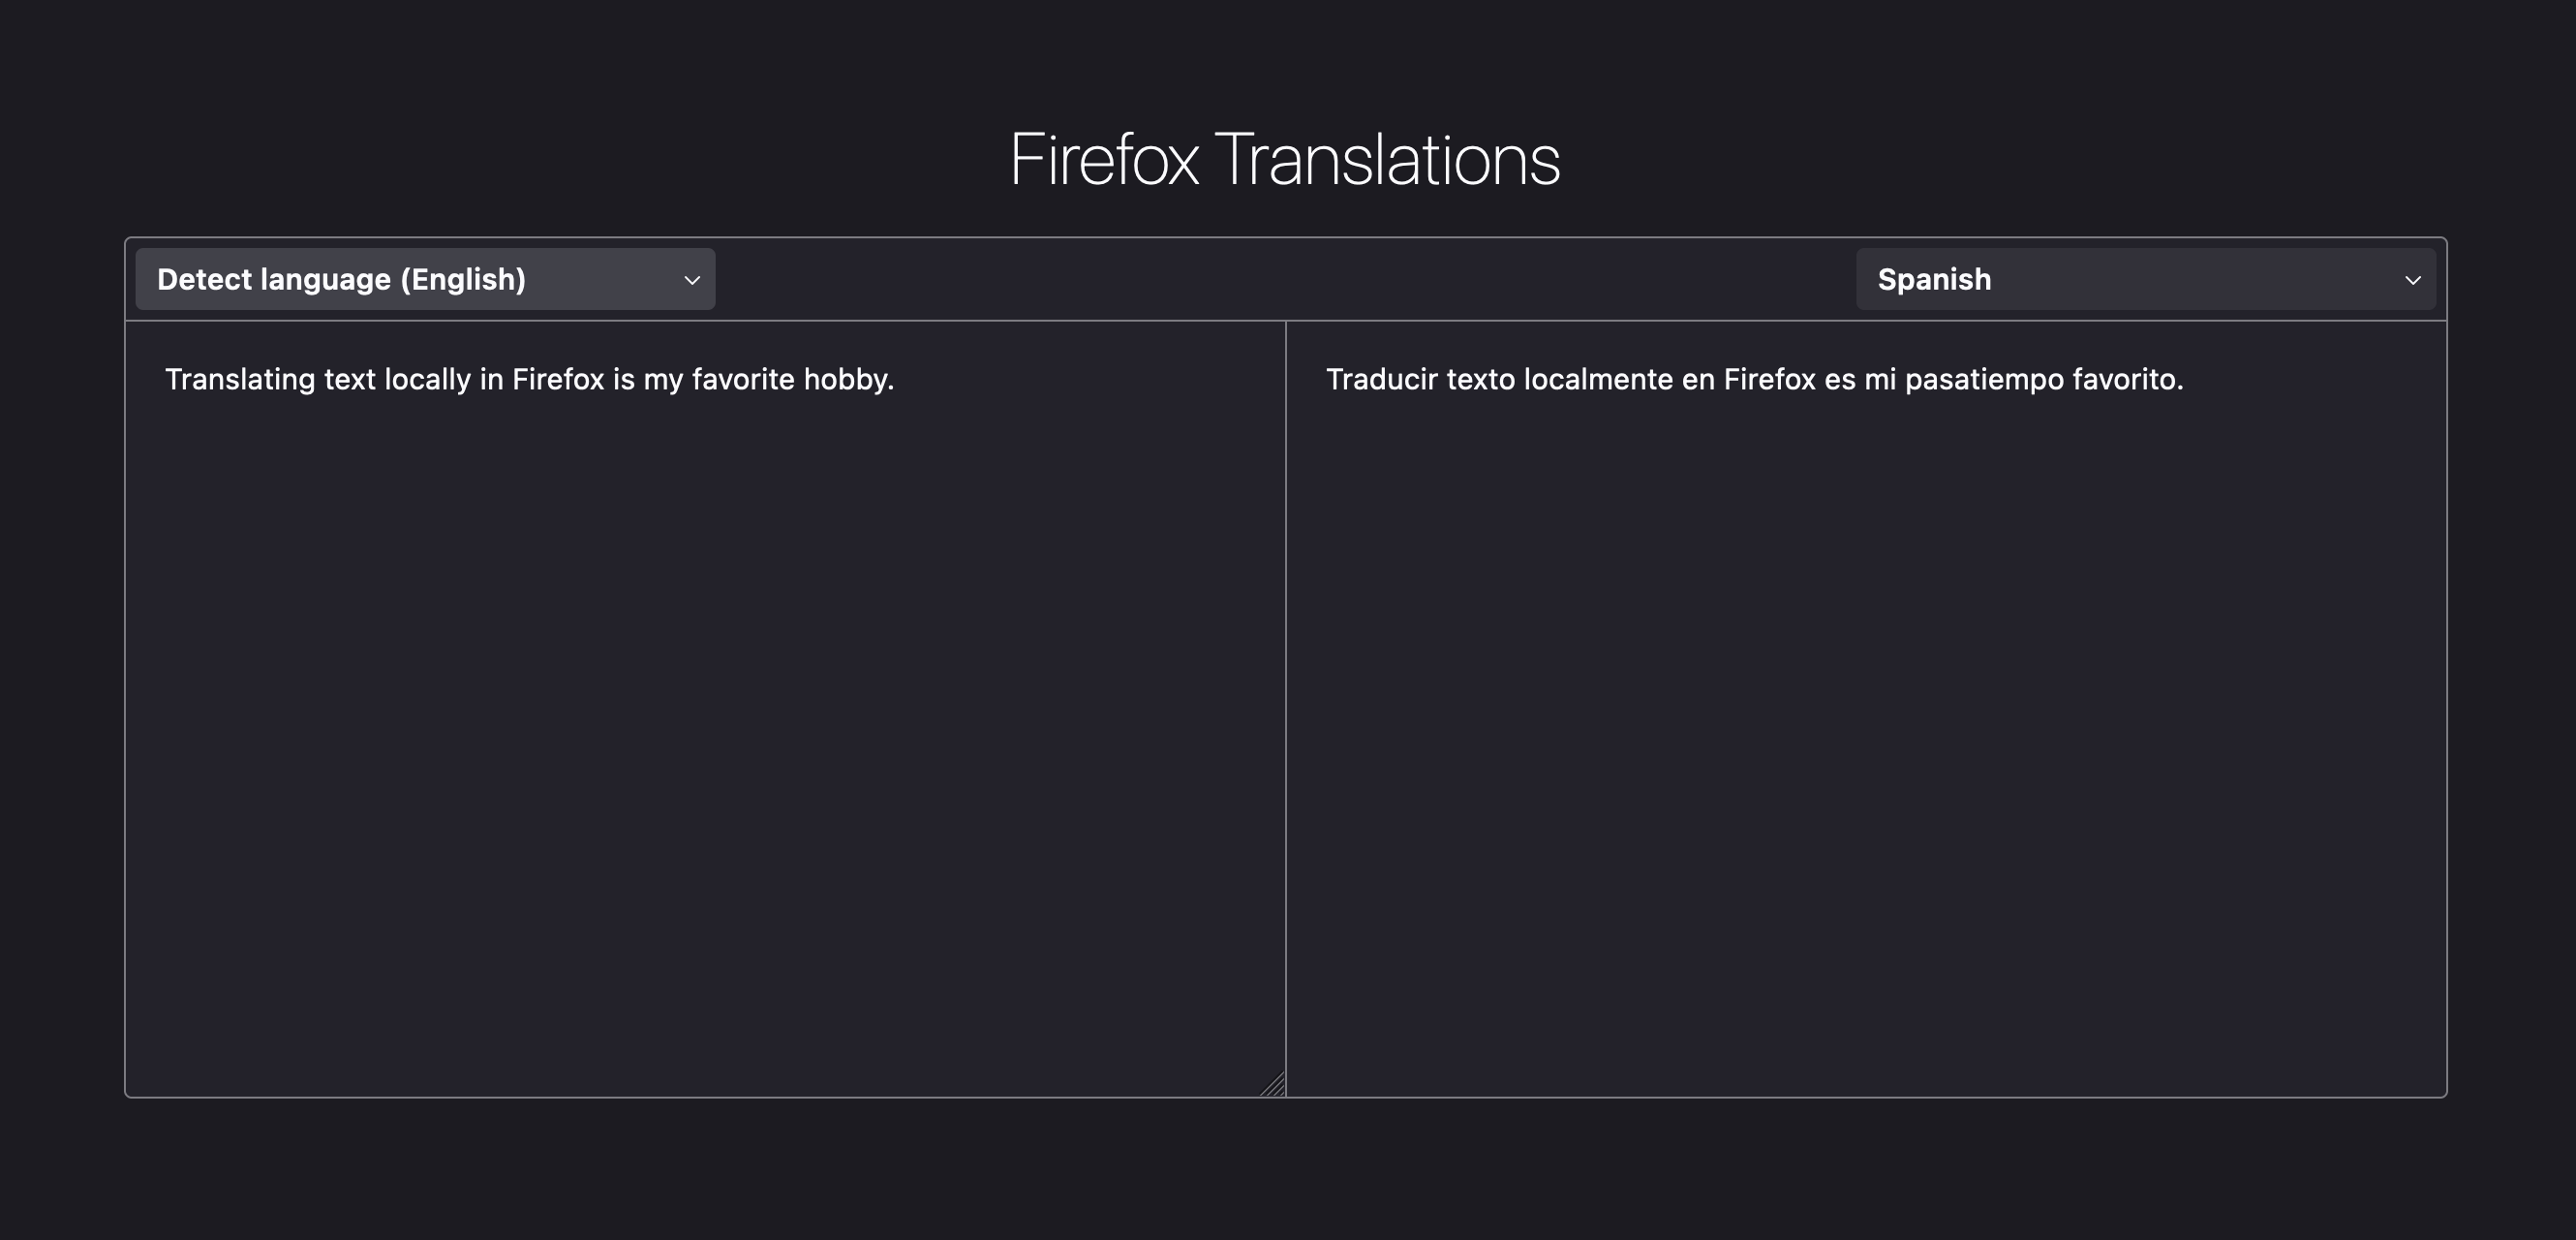 Firefox Translations
Detect language (English)
Spanish
Translating text locally in Firefox is my favorite hobby.
Traducir texto localmente en Firefox es mi pasatiempo favorito.